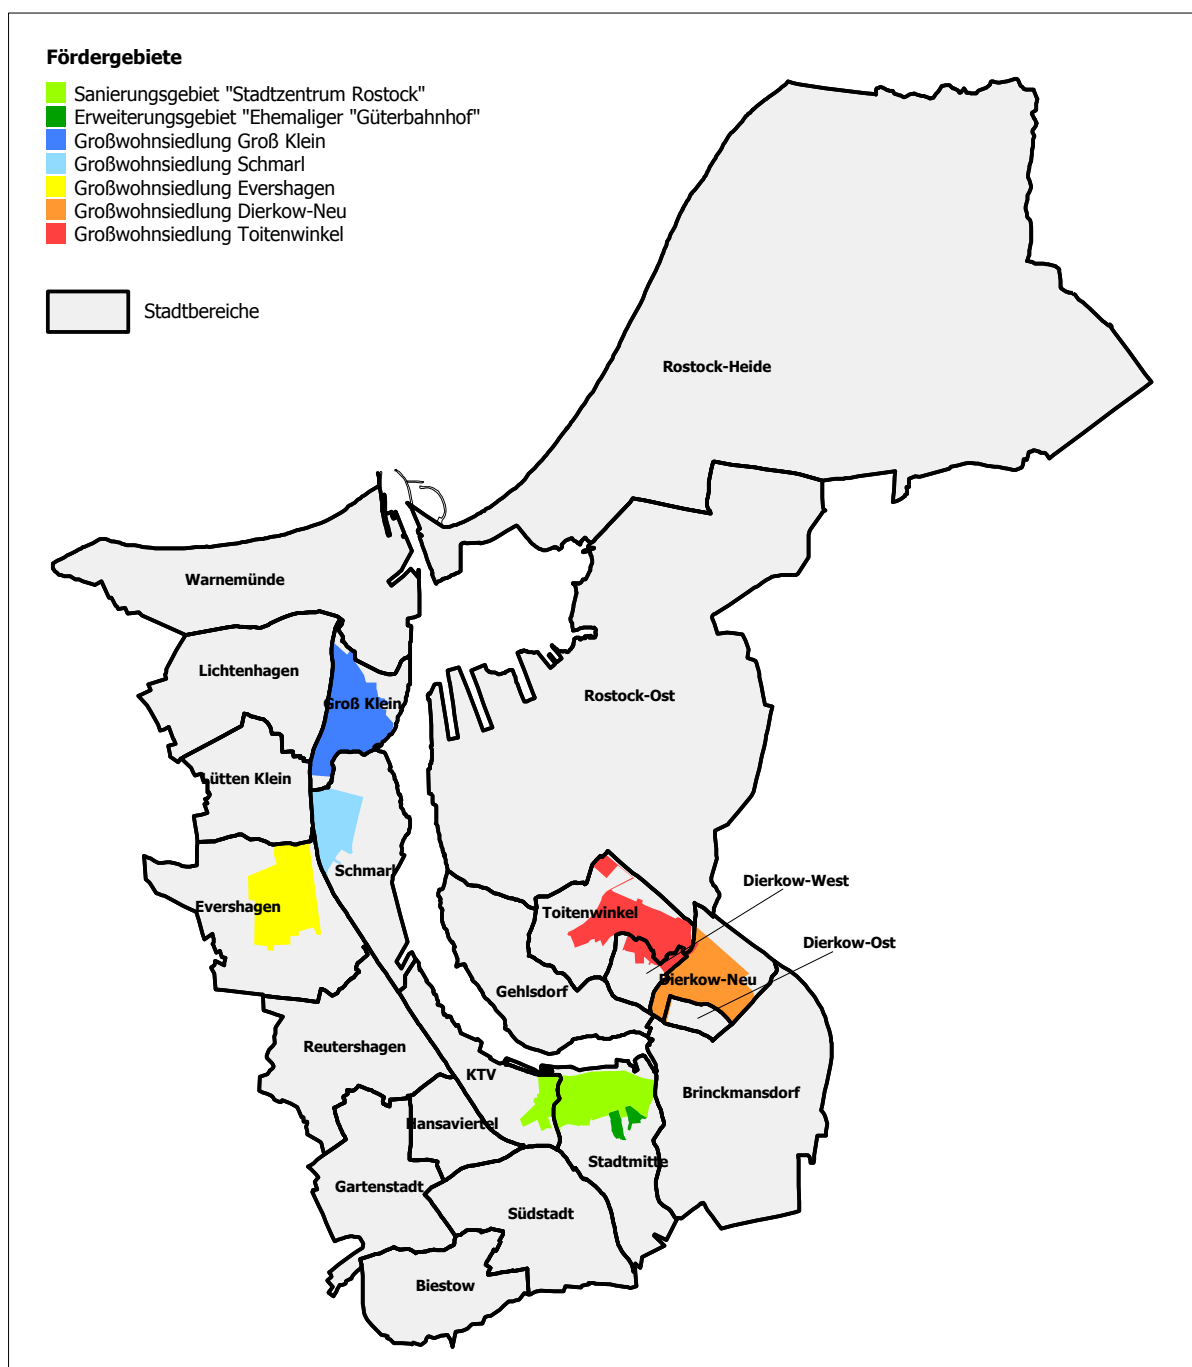 Fördergebiete
Sanierungsgebiet "Stadtzentrum Rostock"
Erweiterungsgebiet "Ehemaliger "Güterbahnhof"
Großwohnsiedlung Groß Klein
Großwohnsiedlung Schmarl
Großwohnsiedlung Evershagen
Großwohnsiedlung Dierkow-Neu
Großwohnsiedlung Toitenwinkel
Stadtbereiche
Rostock-Heide
Warnemünde
Lichtenhagen
Groß Klein
Rostock-Ost
Lütten Klein
Schmarl
Dierkow-West
Evershagen
Toitenwinkel
Dierkow-Ost
Dierkow-Neu
Gehlsdorf
Reutershagen
KTV
Brinckmansdorf
Hansaviertel
Stadtmitte
Gartenstadt
Südstadt
Biestow